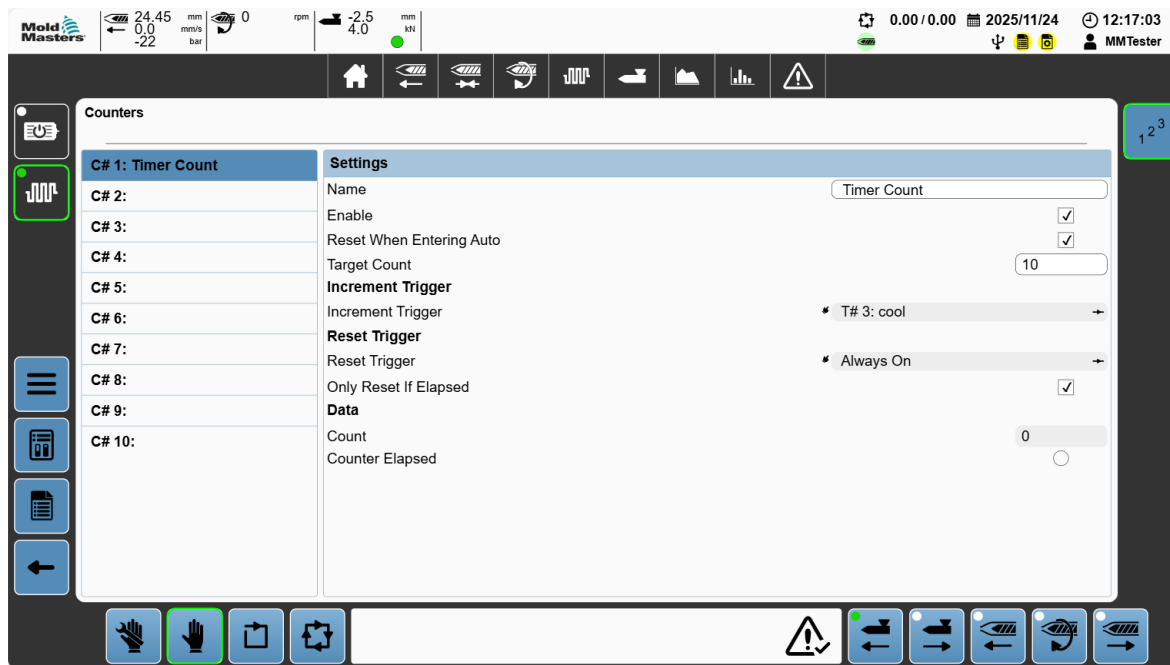 Mold Masters
24.45 mm
0.0 mm/s
-22 bar
0 rpm
-2.5 mm
4.0 kN
0.00 / 0.00 2025/11/24 12:17:03
MMTester
Counters
1 2 3
C# 1: Timer Count
C# 2:
C# 3:
C# 4:
C# 5:
C# 6:
C# 7:
C# 8:
C# 9:
C# 10:
Settings
Name Timer Count
Enable
Reset When Entering Auto
Target Count 10
Increment Trigger
Increment Trigger T# 3: cool
Reset Trigger
Reset Trigger Always On
Only Reset If Elapsed
Data
Count 0
Counter Elapsed